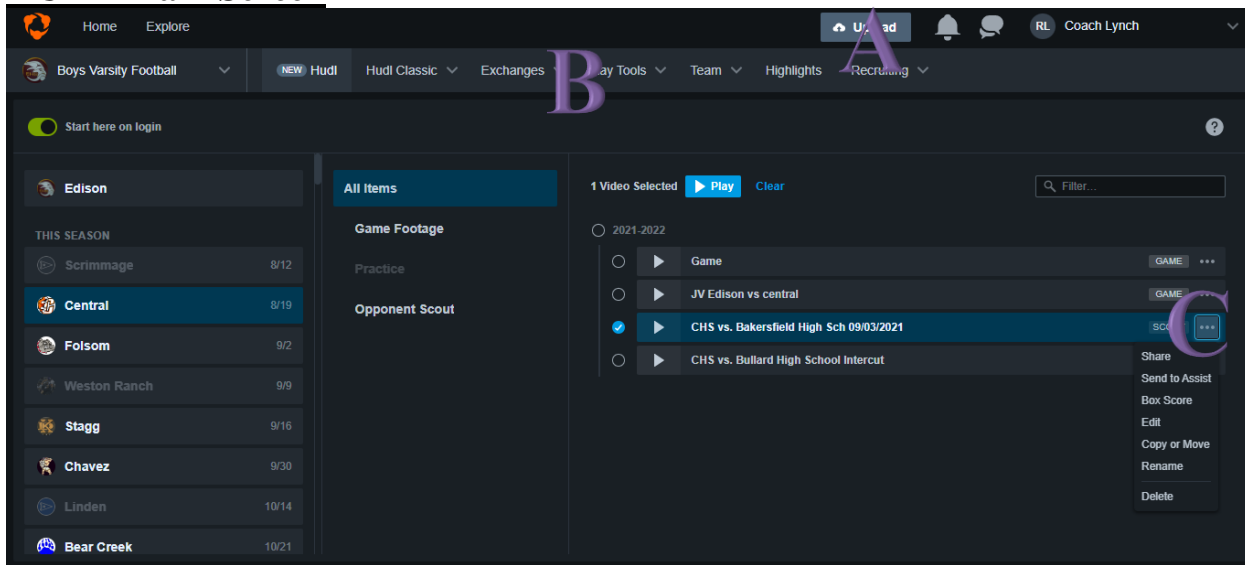 Home Explore
A
Upload
RL Coach Lynch
Boys Varsity Football
NEW Hudl Hudl Classic Exchanges
B
ay Tools Team Highlights Recruiting
Start here on login
?
Edison
All Items
1 Video Selected Play Clear
Filter...
THIS SEASON
Game Footage
2021-2022
Scrimmage 8/12
Practice
Game GAME
Central 8/19
Opponent Scout
JV Edison vs central GAME
C
CHS vs. Bakersfield High Sch 09/03/2021
Folsom 9/2
CHS vs. Bullard High School Intercut
Share
Send to Assist
Box Score
Edit
Copy or Move
Rename
Delete
Weston Ranch 9/9
Stagg 9/16
Chavez 9/30
Linden 10/14
Bear Creek 10/21